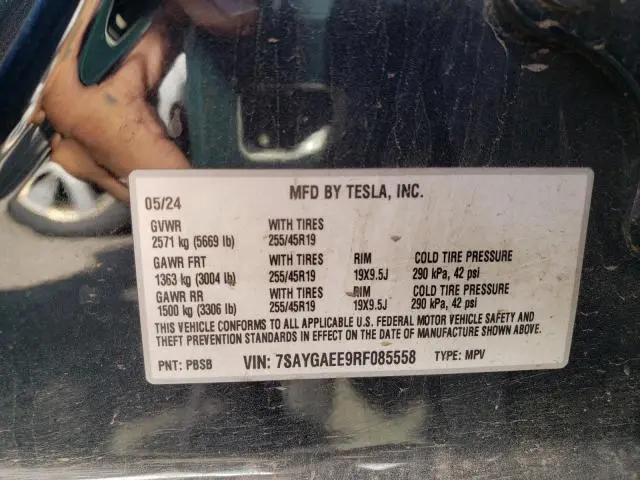 05/24 MFD BY TESLA, INC.
GVWR WITH TIRES
2571 kg (5669 lb) 255/45R19
GAWR FRT WITH TIRES RIM COLD TIRE PRESSURE
1363 kg (3004 lb) 255/45R19 19X9.5J 290 kPa, 42 psi
GAWR RR WITH TIRES RIM COLD TIRE PRESSURE
1500 kg (3306 lb) 255/45R19 19X9.5J 290 kPa, 42 psi
THIS VEHICLE CONFORMS TO ALL APPLICABLE U.S. FEDERAL MOTOR VEHICLE SAFETY AND
THEFT PREVENTION STANDARDS IN EFFECT ON THE DATE OF MANUFACTURE SHOWN ABOVE.
PNT: PBSB VIN: 7SAYGAEE9RF085558 TYPE: MPV